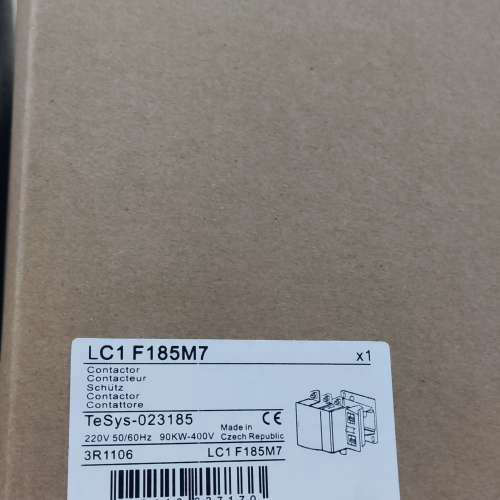 LC1 F185M7 x1
Contactor
Contacteur
Schütz
Contactor
Contattore
TeSys-023185 CE
220V 50/60Hz 90KW-400V Made in Czech Republic
3R1106 LC1 F185M7